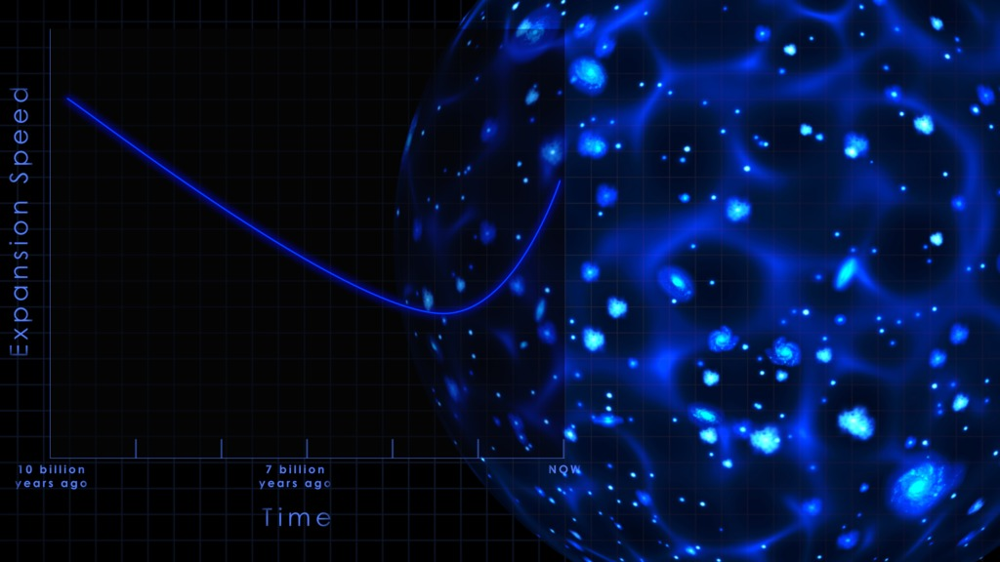 Expansion Speed
10 billion
years ago
7 billion
years ago
NOW
Time